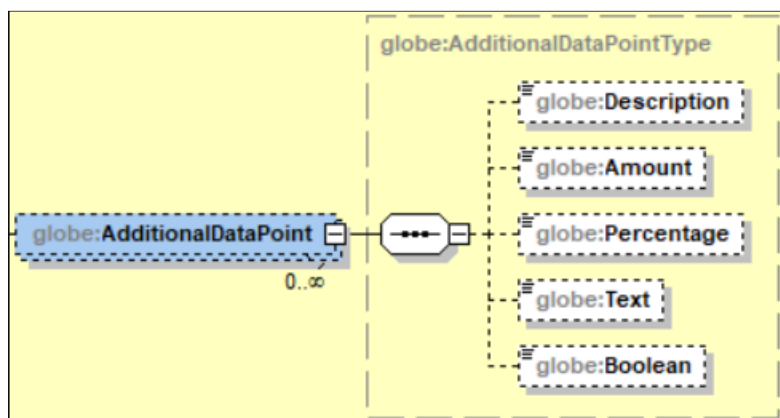 globe:AdditionalDataPointType
globe:Description
globe:Amount
globe:AdditionalDataPoint
0..∞
globe:Percentage
globe:Text
globe:Boolean